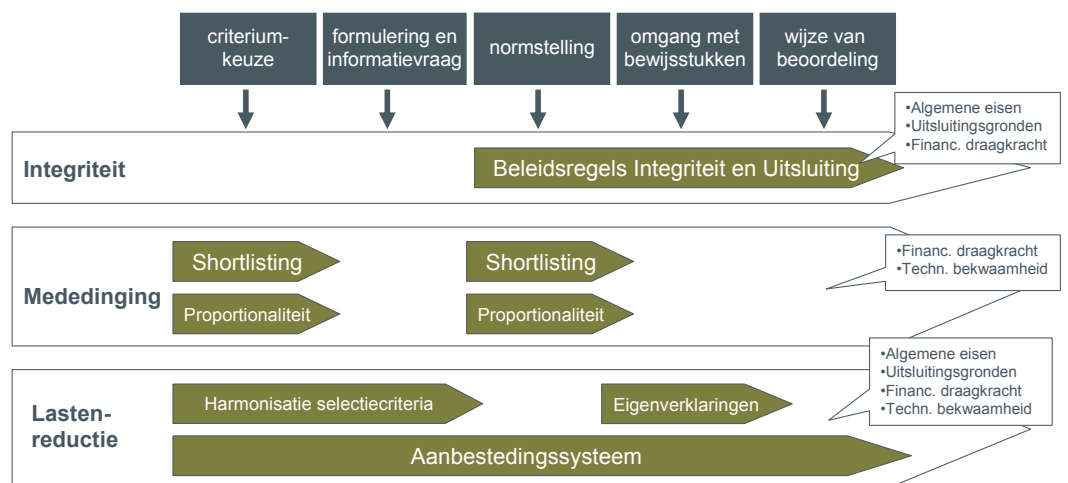 criterium-
keuze
formulering en
informatievraag
normstelling
omgang met
bewijsstukken
wijze van
beoordeling
•Algemene eisen
•Uitsluitingsgronden
•Financ. draagkracht
Integriteit
Beleidsregels Integriteit en Uitsluiting
Mededinging
Shortlisting
Shortlisting
Proportionaliteit
Proportionaliteit
•Financ. draagkracht
•Techn. bekwaamheid
Lasten-
reductie
Harmonisatie selectiecriteria
Eigenverklaringen
•Algemene eisen
•Uitsluitingsgronden
•Financ. draagkracht
•Techn. bekwaamheid
Aanbestedingssysteem